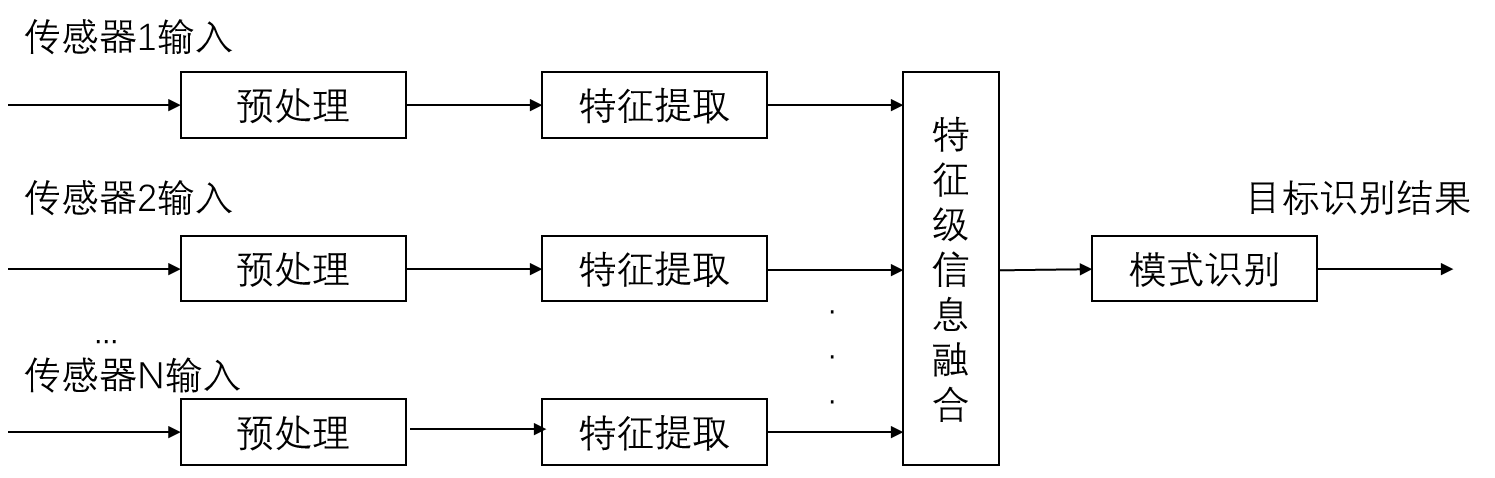 传感器1输入
预处理
特征提取
传感器2输入
预处理
特征提取
...
传感器N输入
预处理
特征提取
.
.
.
特征级信息融合
模式识别
目标识别结果